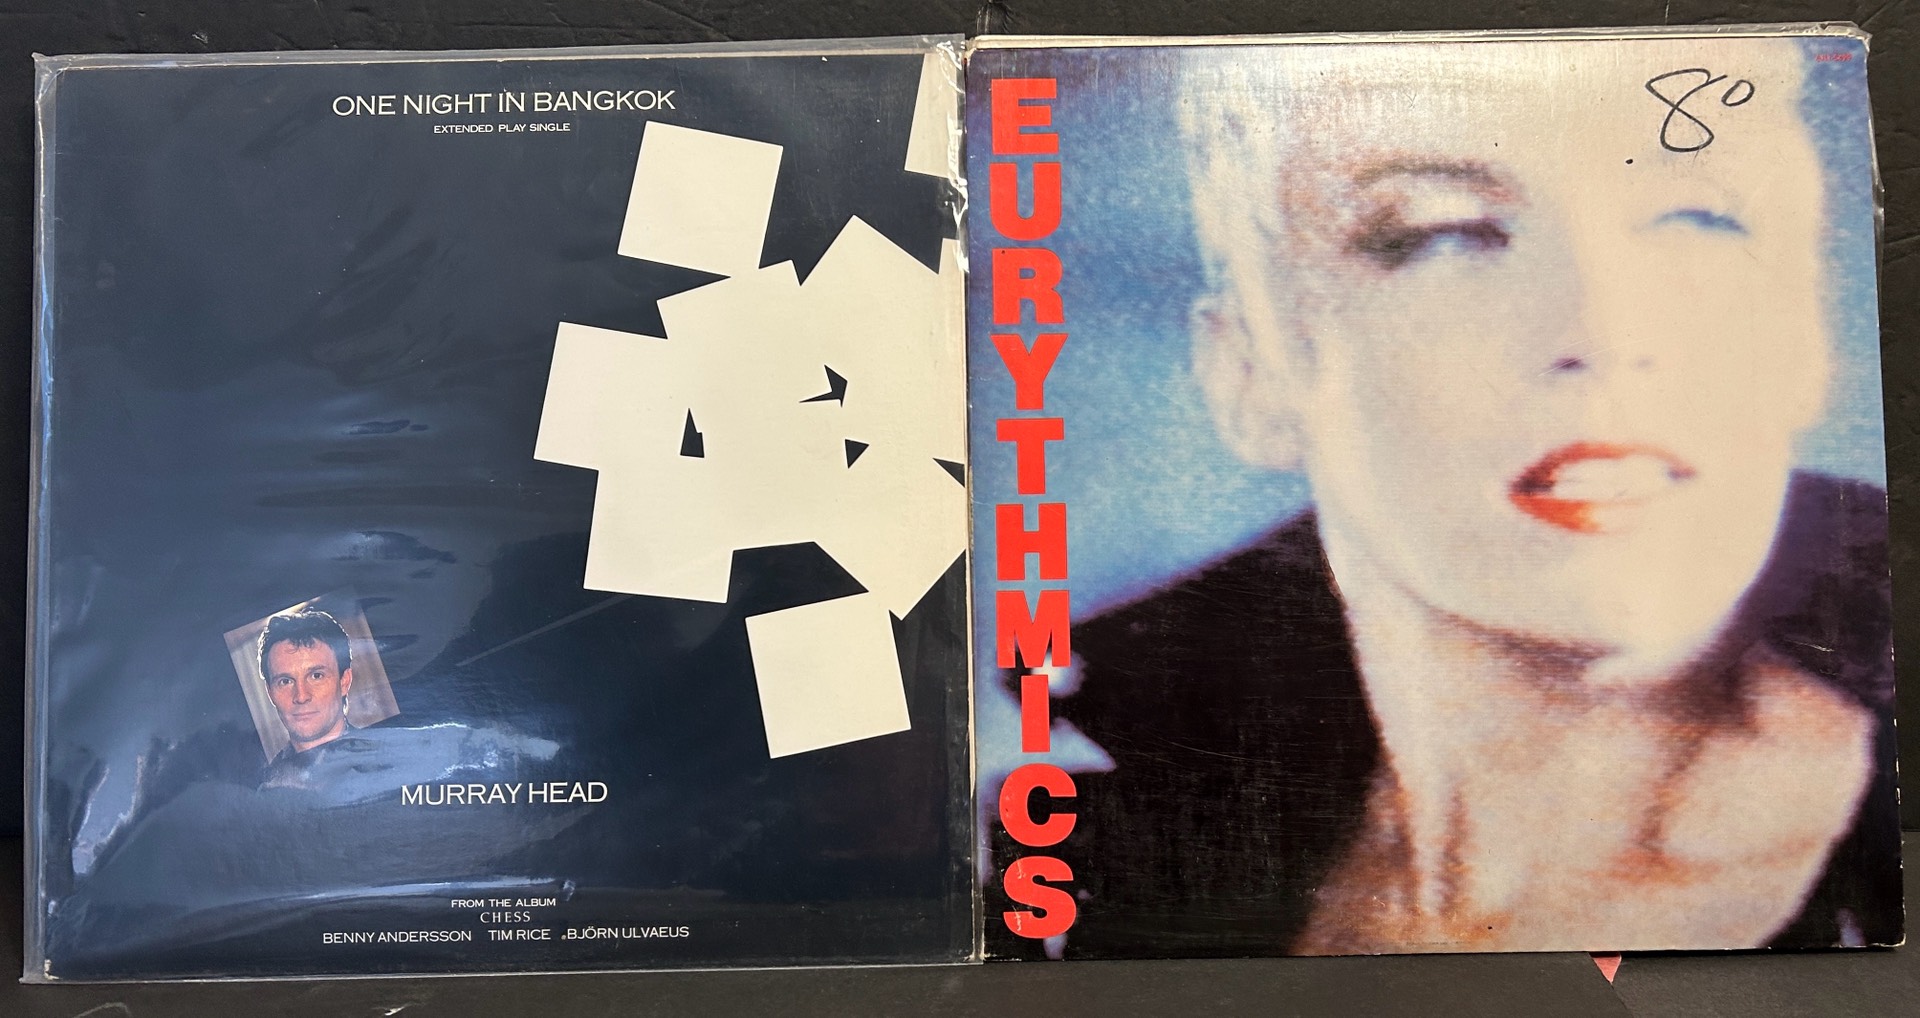 ONE NIGHT IN BANGKOK
EXTENDED PLAY SINGLE
MURRAY HEAD
FROM THE ALBUM
CHESS
BENNY ANDERSSON TIM RICE BJÖRN ULVAEUS
EURYTHMICS
80